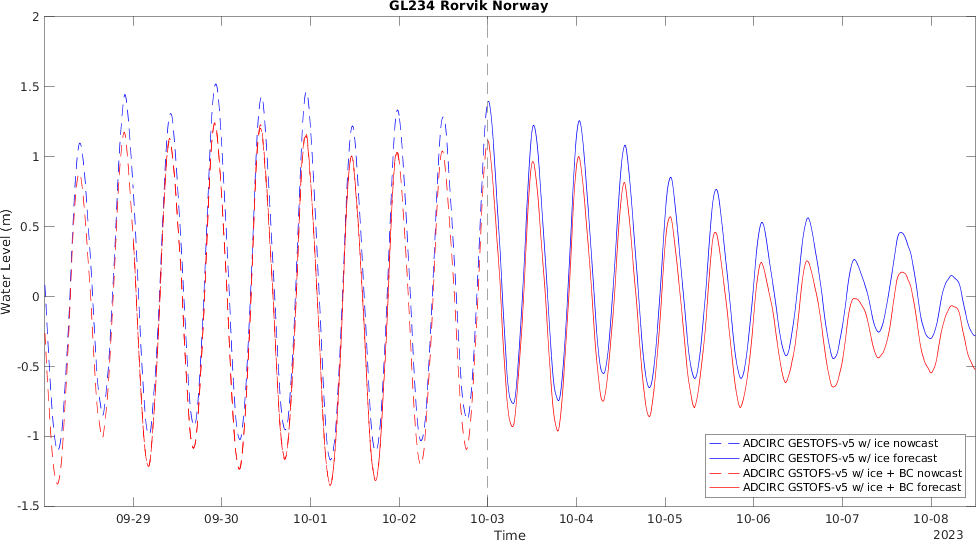 GL234 Rorvik Norway
2
1.5
1
0.5
0
-0.5
-1
-1.5
Water Level (m)
ADCIRC GESTOFS-v5 w/ ice nowcast
ADCIRC GESTOFS-v5 w/ ice forecast
ADCIRC GSTOFS-v5 w/ ice + BC nowcast
ADCIRC GSTOFS-v5 w/ ice + BC forecast
09-29 09-30 10-01 10-02 10-03 10-04 10-05 10-06 10-07 10-08
Time
2023